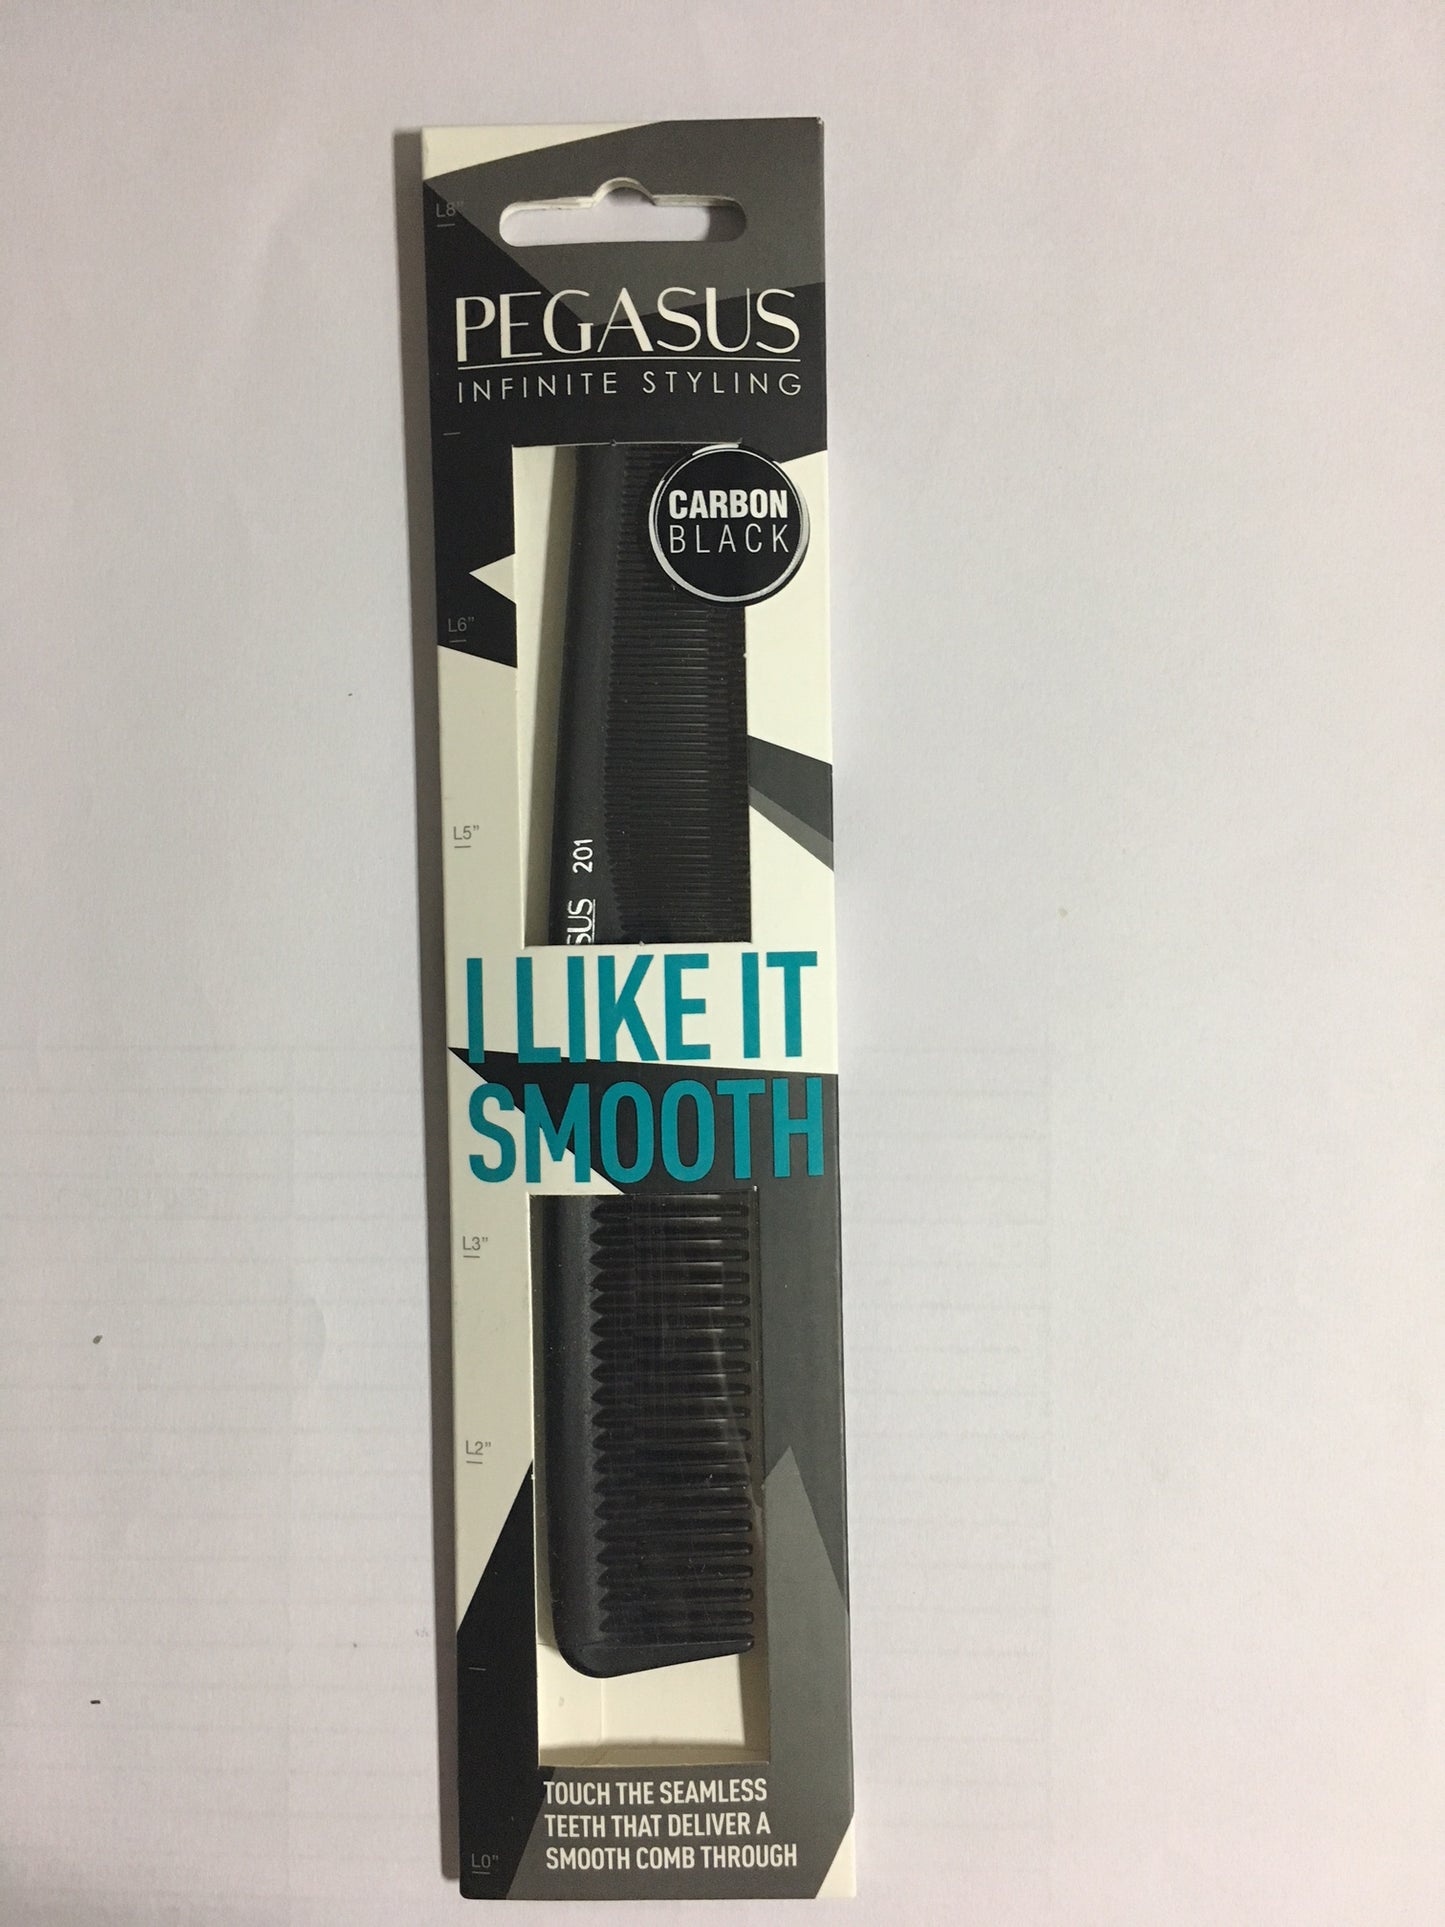 L8"
PEGASUS
INFINITE STYLING
CARBON
BLACK
L6"
L5"
201
SUS
I LIKE IT
SMOOTH
L3"
L2"
TOUCH THE SEAMLESS
TEETH THAT DELIVER A
SMOOTH COMB THROUGH
L0"